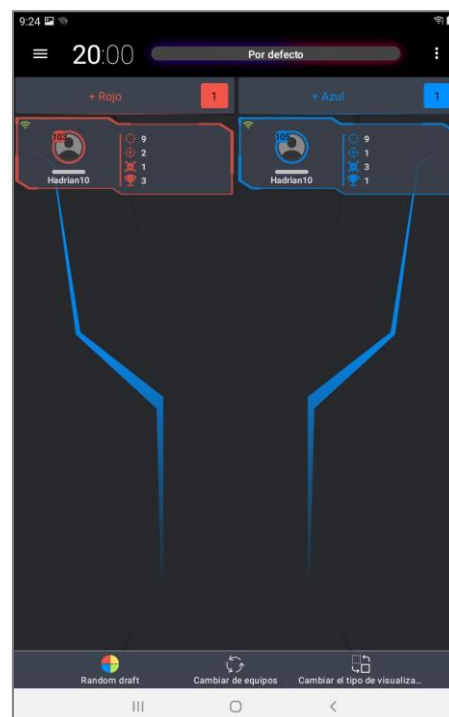 9:24
20:00
Por defecto
+ Rojo
1
+ Azul
1
103
9
2
1
3
Hadrian10
103
9
1
3
1
Hadrian10
Random draft
Cambiar de equipos
Cambiar el tipo de visualiza...